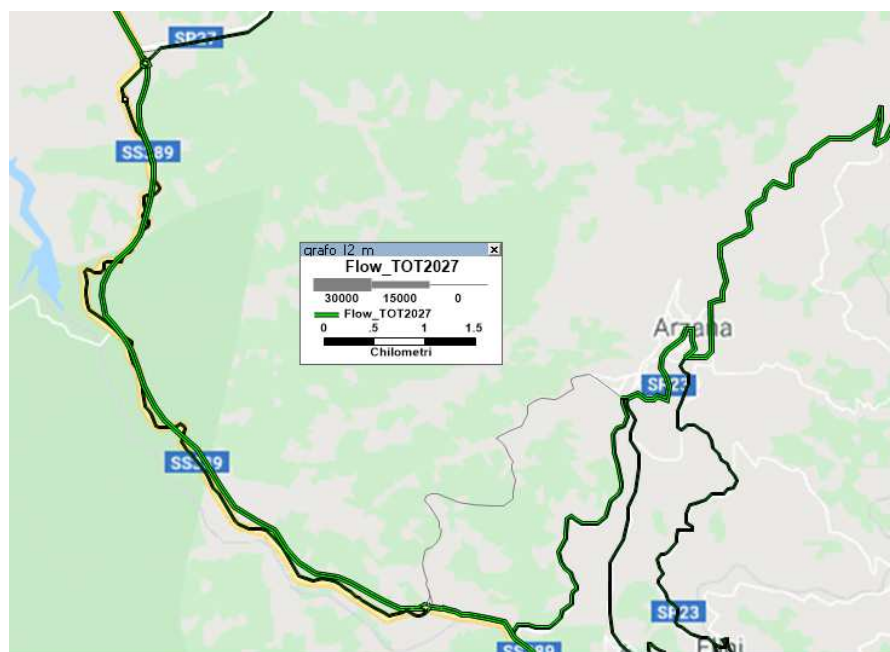 SP27
SS389
grafo l2 m
Flow_TOT2027
30000 15000 0
Flow_TOT2027
0 .5 1 1.5
Chilometri
Arzana
SP23
SS389
SP23
SS389